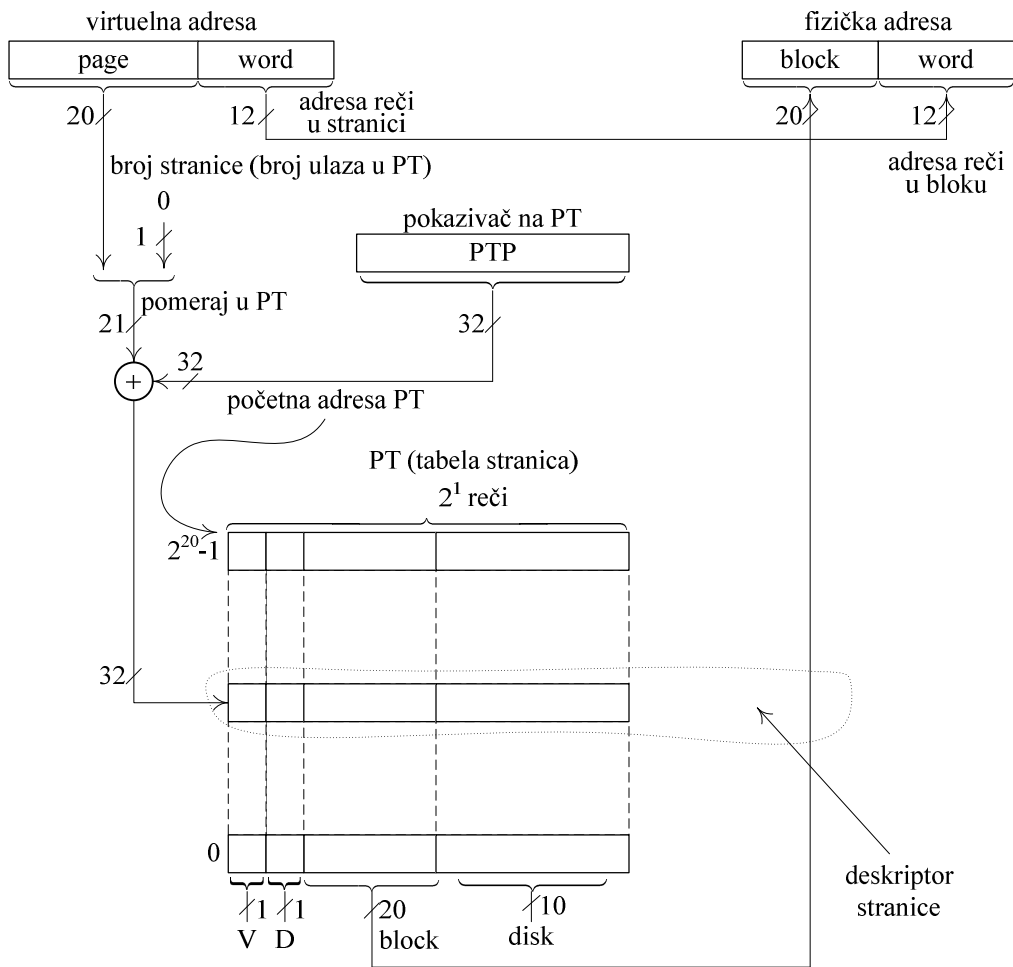 virtuelna adresa
fizička adresa
page word
block word
20 12 adresa reči
u stranici
20 12
adresa reči
u bloku
broj stranice (broj ulaza u PT)
0
1
pokazivač na PT
PTP
pomeraj u PT
21
32
32
+
početna adresa PT
PT (tabela stranica)
2¹ reči
2²⁰-1
32
0
deskriptor
stranice
1 1 20 10
V D block disk